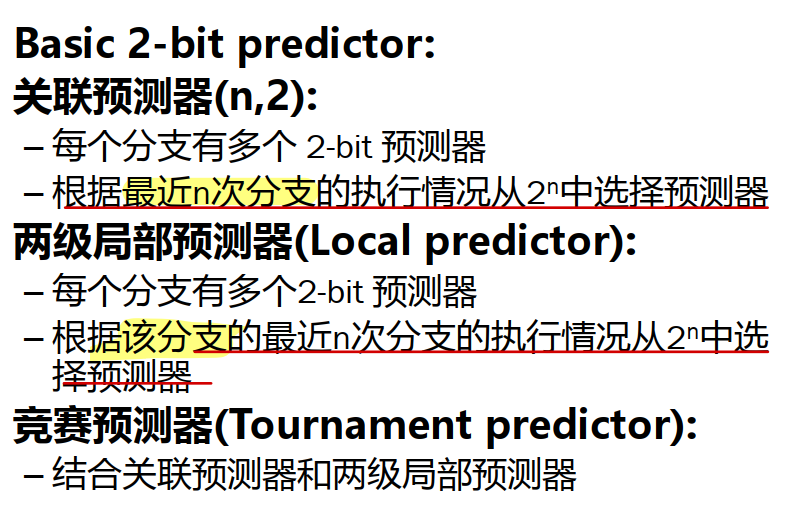 Basic 2-bit predictor:
关联预测器(n,2):
– 每个分支有多个 2-bit 预测器
– 根据最近n次分支的执行情况从2ⁿ中选择预测器
两级局部预测器(Local predictor):
– 每个分支有多个2-bit 预测器
– 根据该分支的最近n次分支的执行情况从2ⁿ中选
择预测器
竞赛预测器(Tournament predictor):
– 结合关联预测器和两级局部预测器